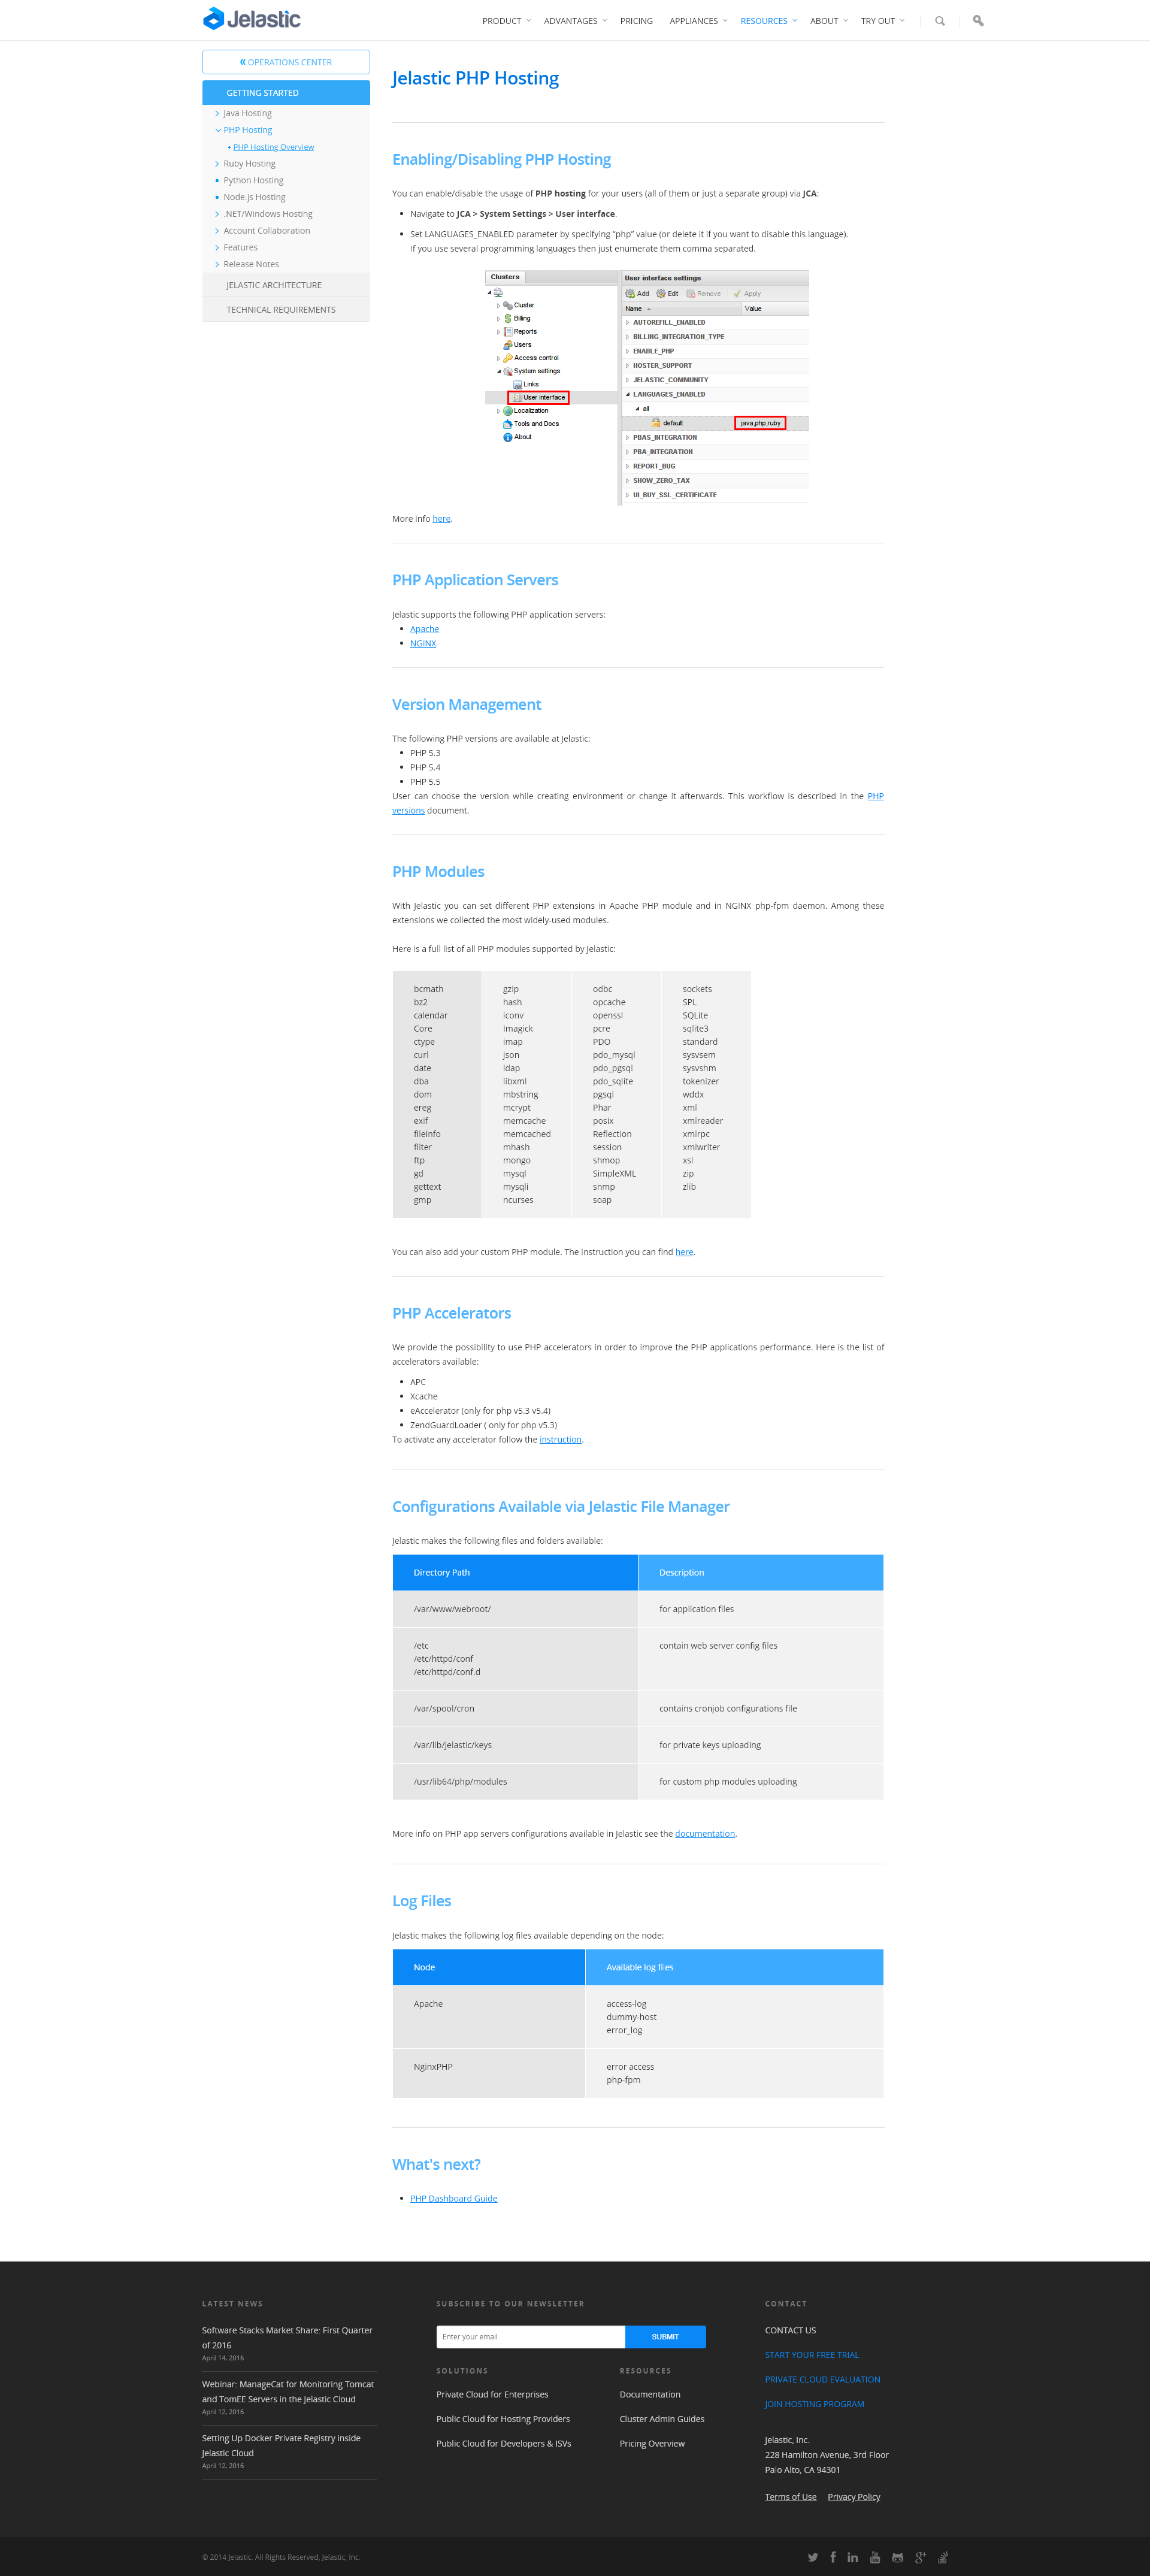 Jelastic
PRODUCT
ADVANTAGES
PRICING
APPLIANCES
RESOURCES
ABOUT
TRY OUT
« OPERATIONS CENTER
GETTING STARTED
Java Hosting
PHP Hosting
PHP Hosting Overview
Ruby Hosting
Python Hosting
Node.js Hosting
.NET/Windows Hosting
Account Collaboration
Features
Release Notes
JELASTIC ARCHITECTURE
TECHNICAL REQUIREMENTS
Jelastic PHP Hosting
Enabling/Disabling PHP Hosting
You can enable/disable the usage of PHP hosting for your users (all of them or just a separate group) via JCA:
• Navigate to JCA > System Settings > User interface.
• Set LANGUAGES_ENABLED parameter by specifying “php” value (or delete it if you want to disable this language).
If you use several programming languages then just enumerate them comma separated.
Clusters
Cluster
Billing
Reports
Users
Access control
System settings
Links
User interface
Localization
Tools and Docs
About
User interface settings
Add Edit Remove Apply
Name Value
AUTOREFILL_ENABLED
BILLING_INTEGRATION_TYPE
ENABLE_PHP
HOSTER_SUPPORT
JELASTIC_COMMUNITY
LANGUAGES_ENABLED
all
default java,php,ruby
PBAS_INTEGRATION
PBA_INTEGRATION
REPORT_BUG
SHOW_ZERO_TAX
UI_BUY_SSL_CERTIFICATE
More info here.
PHP Application Servers
Jelastic supports the following PHP application servers:
• Apache
• NGINX
Version Management
The following PHP versions are available at Jelastic:
• PHP 5.3
• PHP 5.4
• PHP 5.5
User can choose the version while creating environment or change it afterwards. This workflow is described in the PHP
versions document.
PHP Modules
With Jelastic you can set different PHP extensions in Apache PHP module and in NGINX php-fpm daemon. Among these
extensions we collected the most widely-used modules.
Here is a full list of all PHP modules supported by Jelastic:
bcmath
bz2
calendar
Core
ctype
curl
date
dba
dom
ereg
exif
fileinfo
filter
ftp
gd
gettext
gmp
gzip
hash
iconv
imagick
imap
json
ldap
libxml
mbstring
mcrypt
memcache
memcached
mhash
mongo
mysql
mysqli
ncurses
odbc
opcache
openssl
pcre
PDO
pdo_mysql
pdo_pgsql
pdo_sqlite
pgsql
Phar
posix
Reflection
session
shmop
SimpleXML
snmp
soap
sockets
SPL
SQLite
sqlite3
standard
sysvsem
sysvshm
tokenizer
wddx
xml
xmlreader
xmlrpc
xmlwriter
xsl
zip
zlib
You can also add your custom PHP module. The instruction you can find here.
PHP Accelerators
We provide the possibility to use PHP accelerators in order to improve the PHP applications performance. Here is the list of
accelerators available:
• APC
• Xcache
• eAccelerator (only for php v5.3 v5.4)
• ZendGuardLoader ( only for php v5.3)
To activate any accelerator follow the instruction.
Configurations Available via Jelastic File Manager
Jelastic makes the following files and folders available:
Directory Path Description
/var/www/webroot/ for application files
/etc contain web server config files
/etc/httpd/conf
/etc/httpd/conf.d
/var/spool/cron contains cronjob configurations file
/var/lib/jelastic/keys for private keys uploading
/usr/lib64/php/modules for custom php modules uploading
More info on PHP app servers configurations available in Jelastic see the documentation.
Log Files
Jelastic makes the following log files available depending on the node:
Node Available log files
Apache access-log
dummy-host
error_log
NginxPHP error access
php-fpm
What's next?
• PHP Dashboard Guide
LATEST NEWS
Software Stacks Market Share: First Quarter
of 2016
April 14, 2016
Webinar: ManageCat for Monitoring Tomcat
and TomEE Servers in the Jelastic Cloud
April 12, 2016
Setting Up Docker Private Registry inside
Jelastic Cloud
April 12, 2016
SUBSCRIBE TO OUR NEWSLETTER
Enter your email SUBMIT
SOLUTIONS
Private Cloud for Enterprises
Public Cloud for Hosting Providers
Public Cloud for Developers & ISVs
RESOURCES
Documentation
Cluster Admin Guides
Pricing Overview
CONTACT
CONTACT US
START YOUR FREE TRIAL
PRIVATE CLOUD EVALUATION
JOIN HOSTING PROGRAM
Jelastic, Inc.
228 Hamilton Avenue, 3rd Floor
Palo Alto, CA 94301
Terms of Use Privacy Policy
© 2014 Jelastic. All Rights Reserved, Jelastic, Inc.